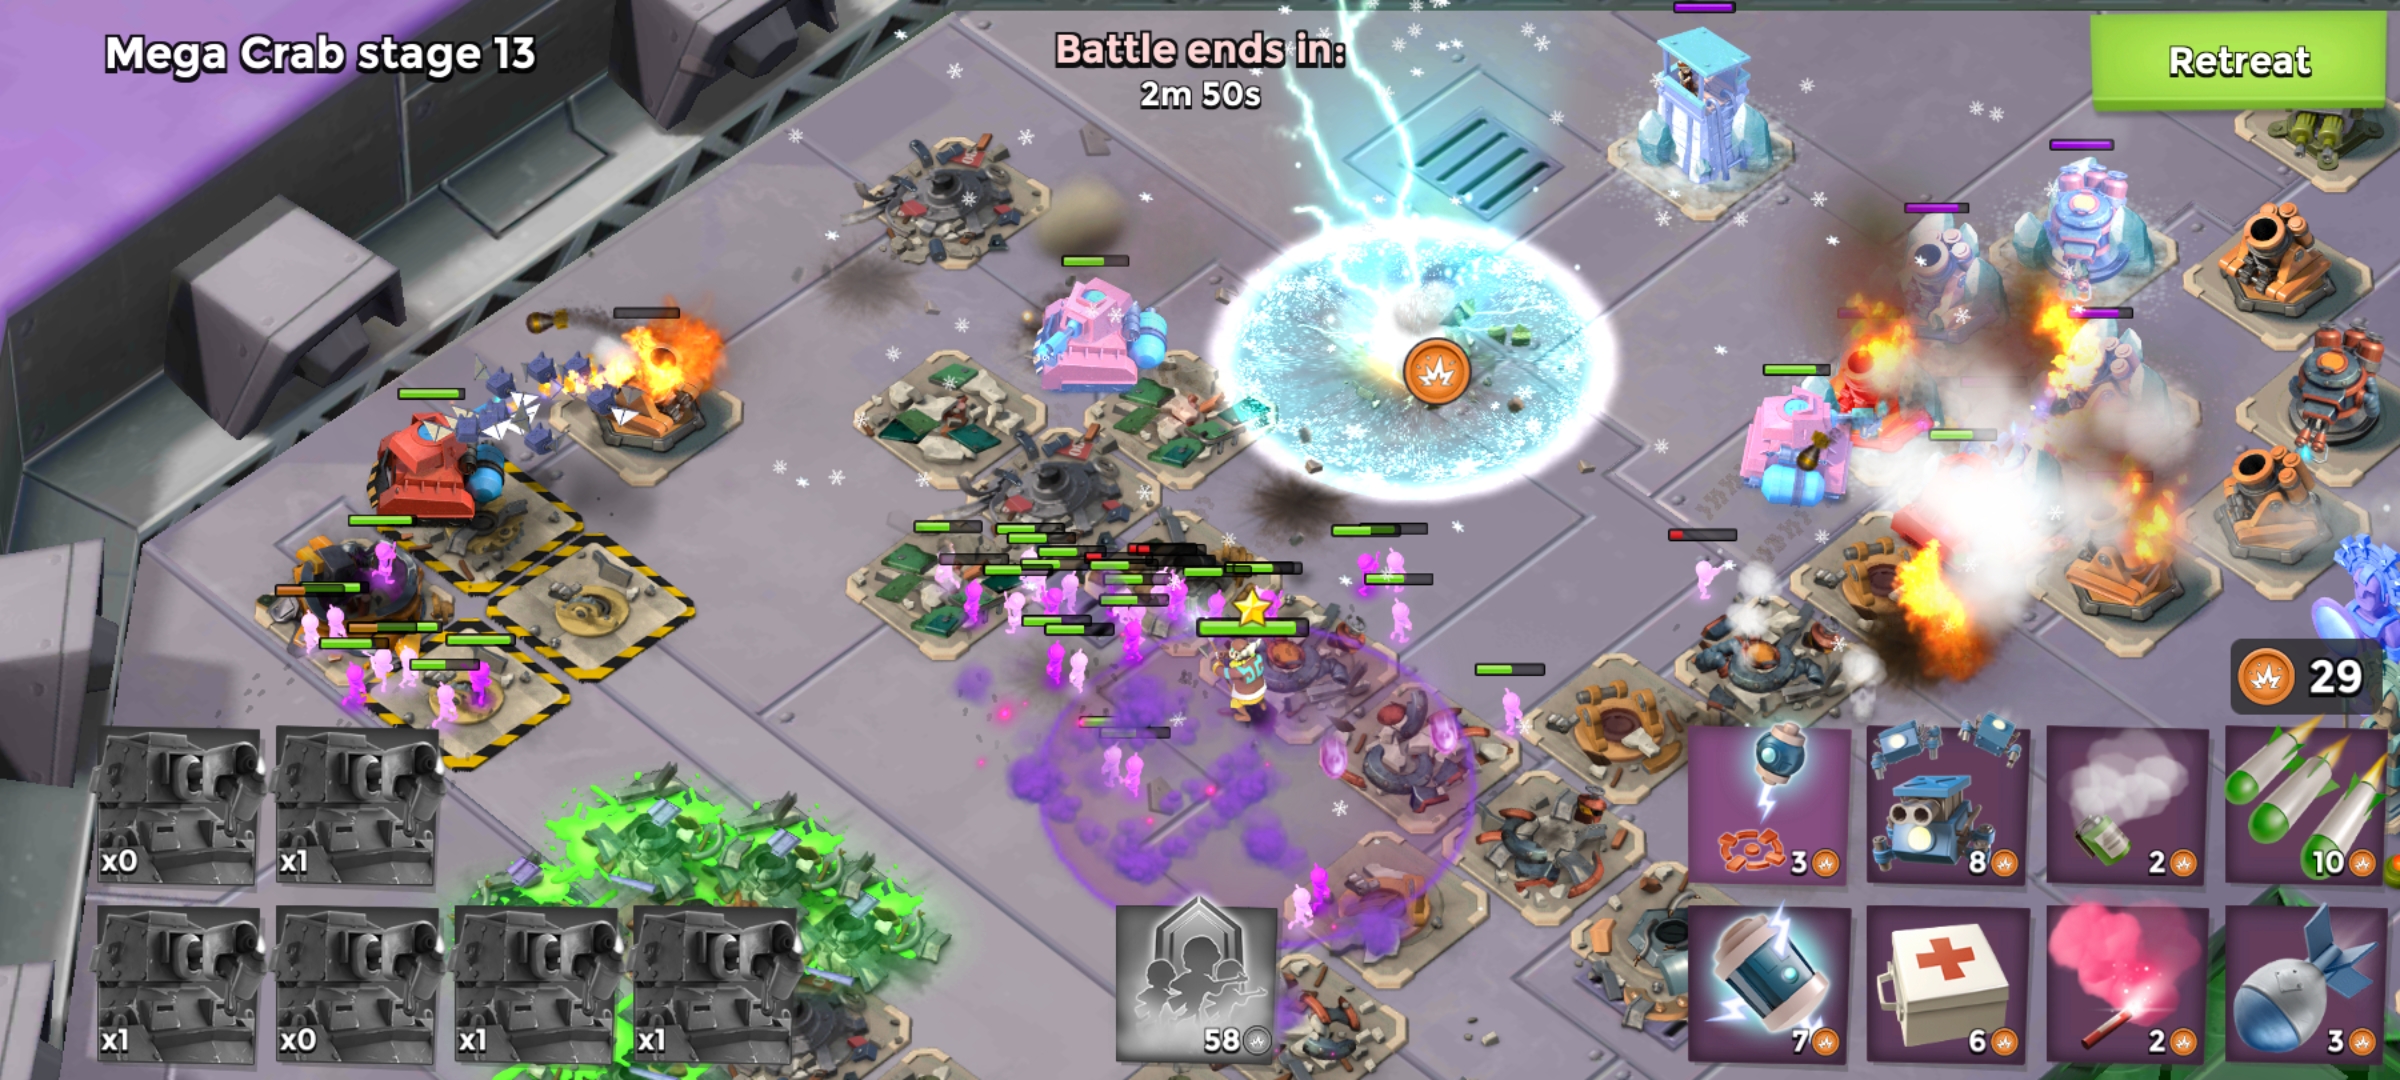 Mega Crab stage 13
Battle ends in:
2m 50s
Retreat
29
x0
x1
3
8
2
10
x1
x0
x1
x1
58
7
6
2
3